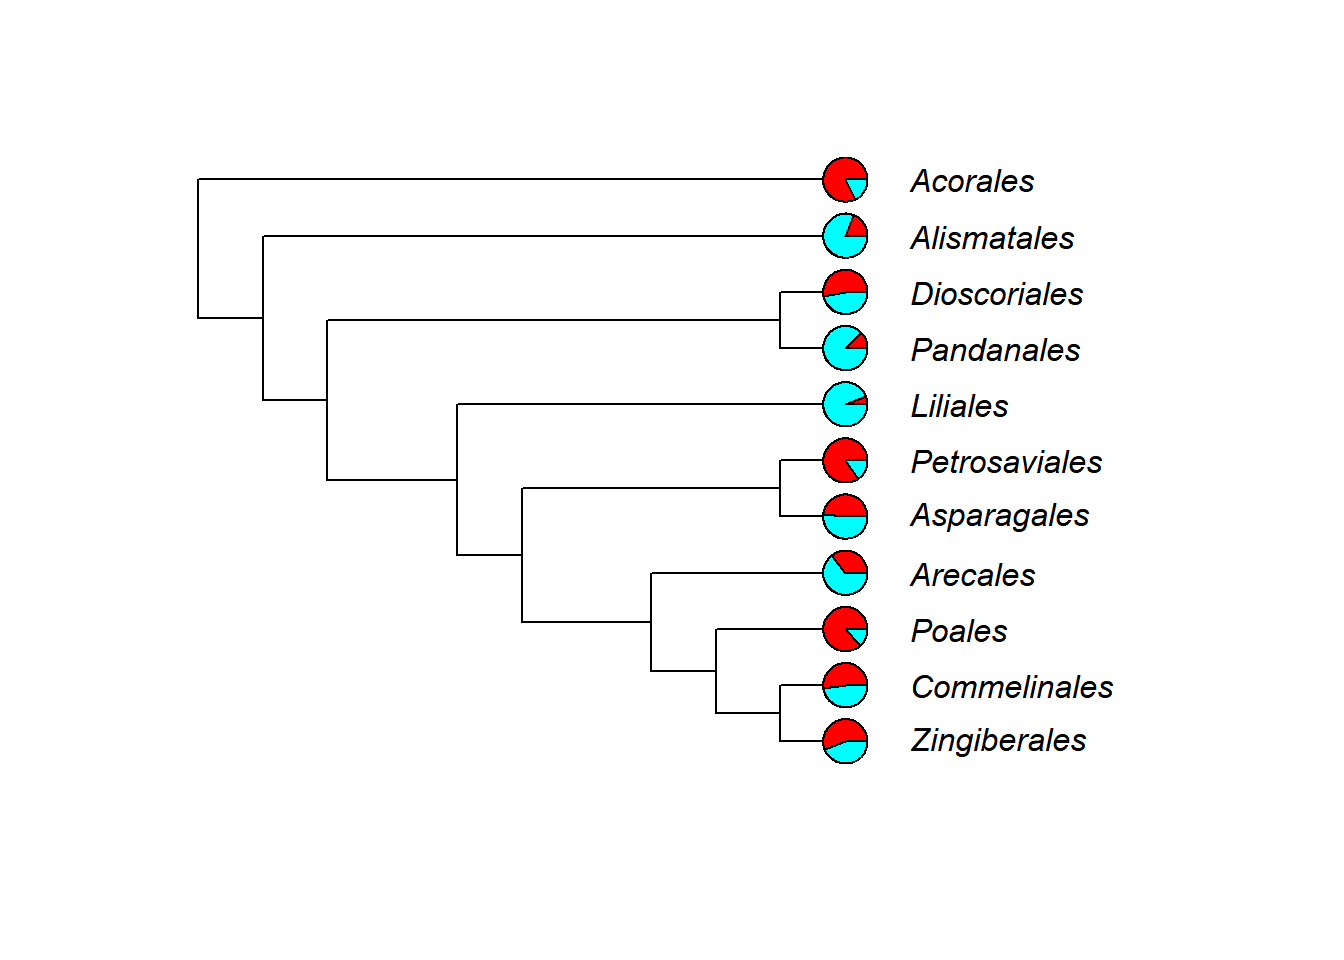 Acorales
Alismatales
Dioscoriales
Pandanales
Liliales
Petrosaviales
Asparagales
Arecales
Poales
Commelinales
Zingiberales